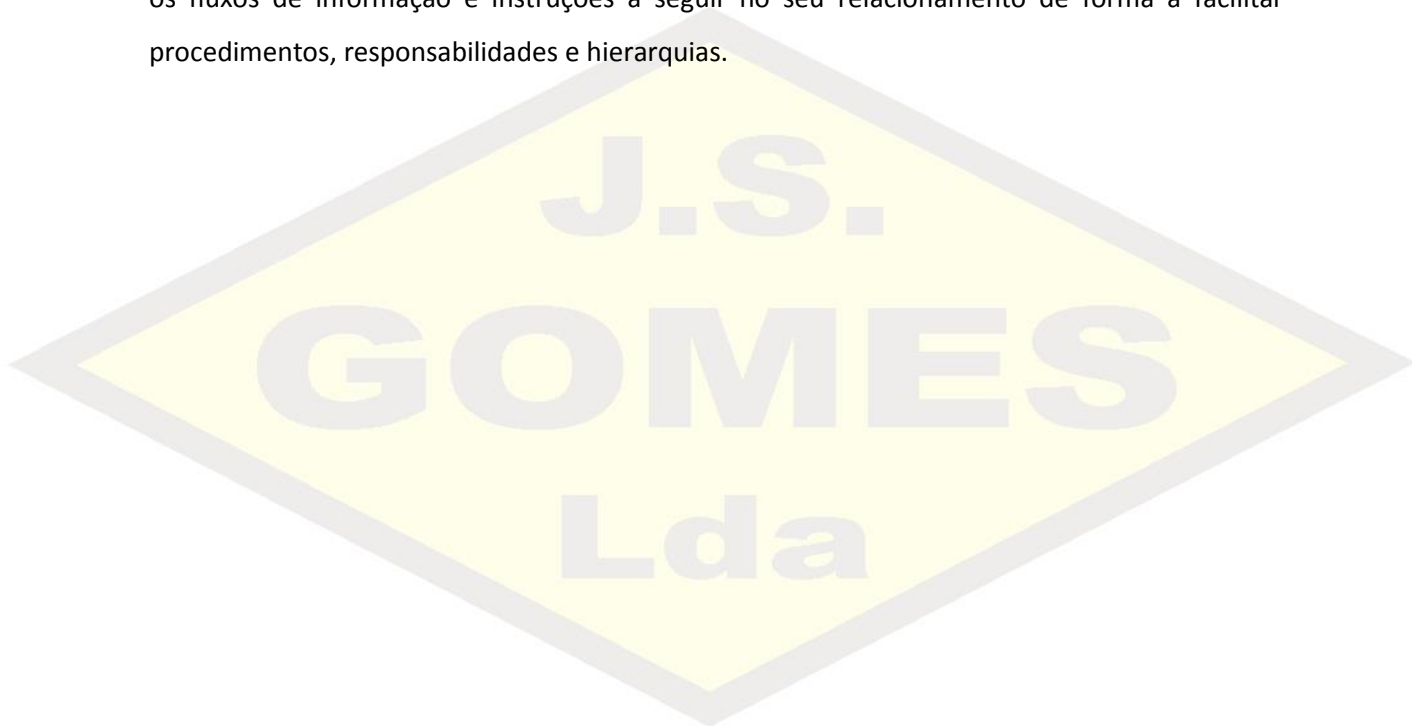 os fluxos de informação e instruções a seguir no seu relacionamento de forma a facilitar
procedimentos, responsabilidades e hierarquias.
J.S.
GOMES
Lda